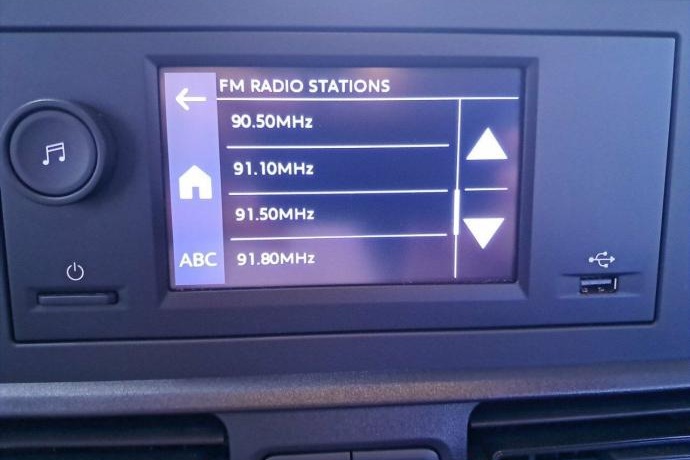 FM RADIO STATIONS
90.50MHz
91.10MHz
91.50MHz
ABC
91.80MHz